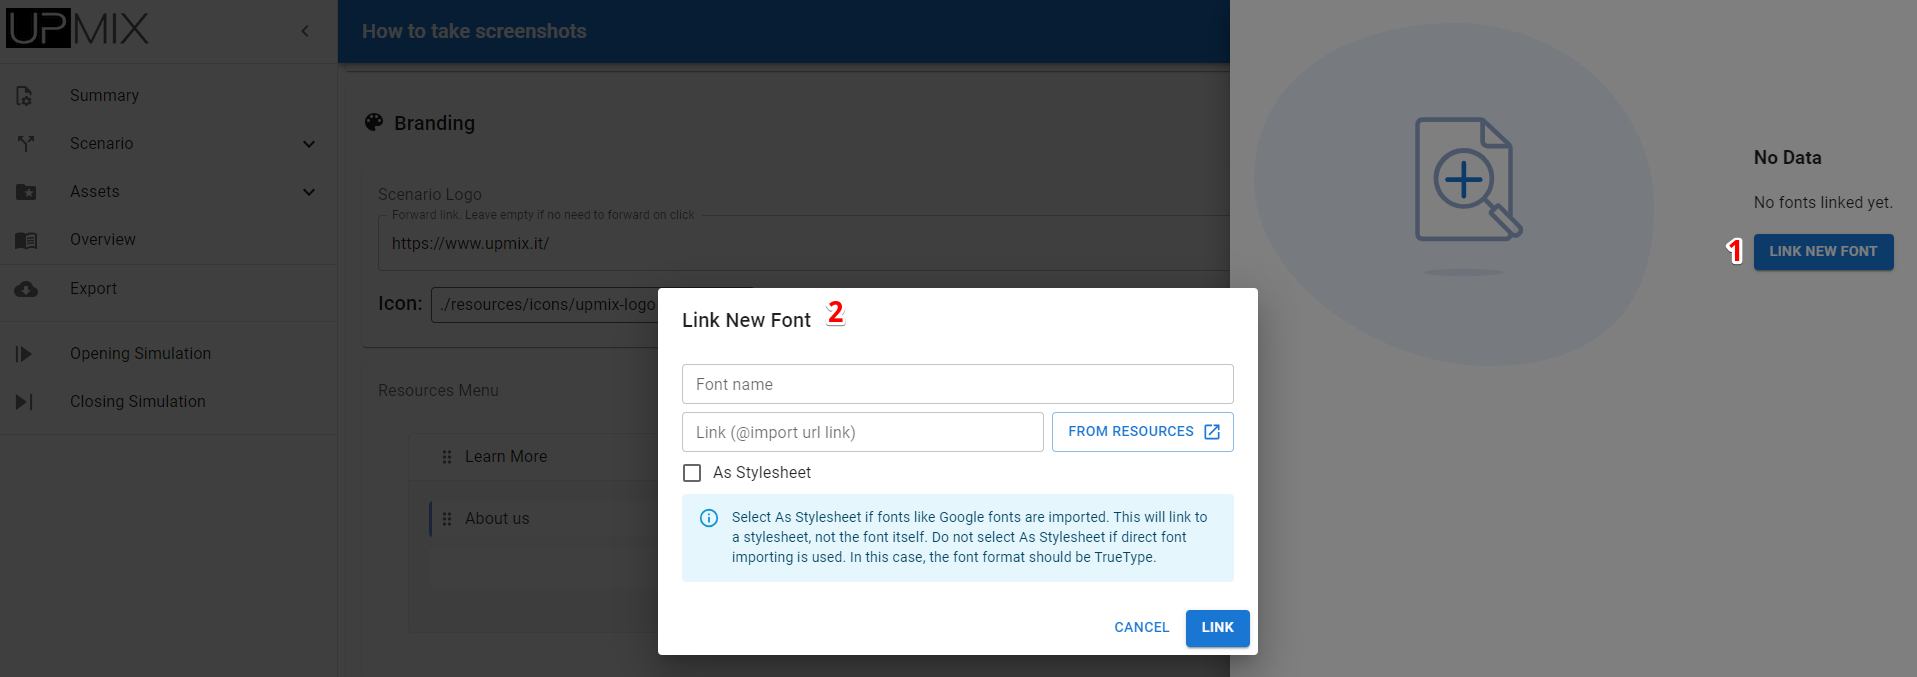 UPMIX
Summary
Scenario
Assets
Overview
Export
Opening Simulation
Closing Simulation
How to take screenshots
Branding
Scenario Logo
Forward link. Leave empty if no need to forward on click
https://www.upmix.it/
Icon: ./resources/icons/upmix-logo
Resources Menu
Learn More
About us
Link New Font 2
Font name
Link (@import url link)
FROM RESOURCES
As Stylesheet
Select As Stylesheet if fonts like Google fonts are imported. This will link to
a stylesheet, not the font itself. Do not select As Stylesheet if direct font
importing is used. In this case, the font format should be TrueType.
CANCEL
LINK
No Data
No fonts linked yet.
1 LINK NEW FONT